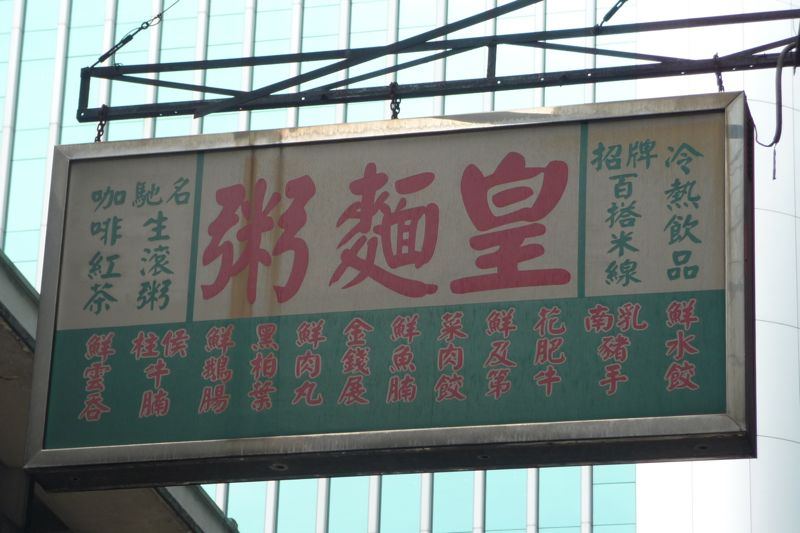 咖啡紅茶
馳名生滾粥
粥麵皇
招牌百搭米線
冷熱飲品
鮮雲吞
柱侯牛腩
鮮鵝腸
黑柏葉
鮮肉丸
金錢展
鮮魚腩
菜肉餃
鮮及第
花肥牛
南乳豬手
鮮水餃